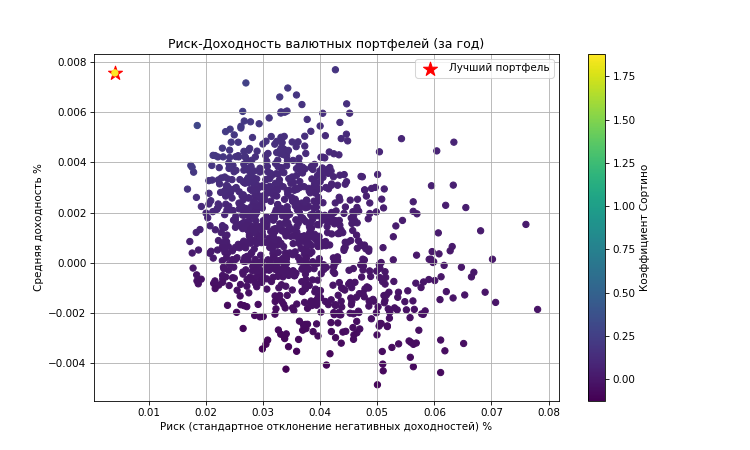 Риск-Доходность валютных портфелей (за год)
Лучший портфель
0.008
0.006
0.004
0.002
0.000
−0.002
−0.004
Средняя доходность %
0.01 0.02 0.03 0.04 0.05 0.06 0.07 0.08
Риск (стандартное отклонение негативных доходностей) %
1.75
1.50
1.25
1.00
0.75
0.50
0.25
0.00
Коэффициент Сортино